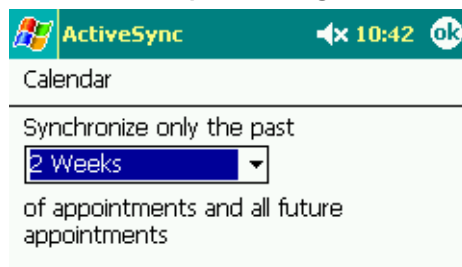 ActiveSync 10:42 ok
Calendar
Synchronize only the past
2 Weeks
of appointments and all future
appointments